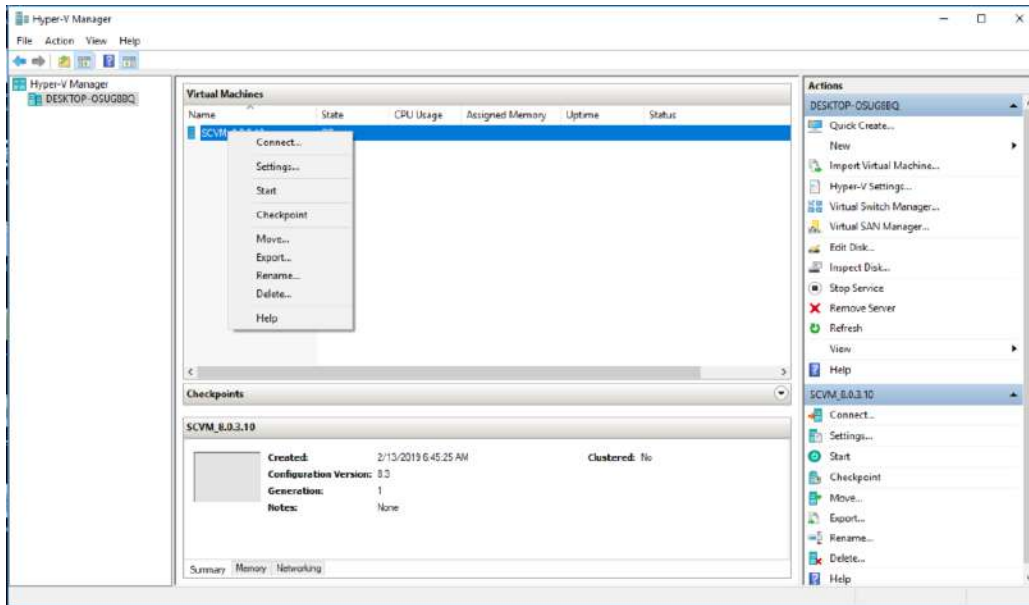 Hyper-V Manager
File Action View Help
Hyper-V Manager
DESKTOP-OSUG8BQ
Virtual Machines
Name State CPU Usage Assigned Memory Uptime Status
Connect...
Settings...
Start
Checkpoint
Move...
Export...
Rename...
Delete...
Help
Checkpoints
SCVM_8.0.3.10
Created: 2/13/2019 6:45:25 AM Clustered: No
Configuration Version: 8.3
Generation: 1
Notes: None
Summary Memory Networking
Actions
DESKTOP-OSUG8BQ
Quick Create...
New
Import Virtual Machine...
Hyper-V Settings...
Virtual Switch Manager...
Virtual SAN Manager...
Edit Disk...
Inspect Disk...
Stop Service
Remove Server
Refresh
View
Help
SCVM_8.0.3.10
Connect...
Settings...
Start
Checkpoint
Move...
Export...
Rename...
Delete...
Help